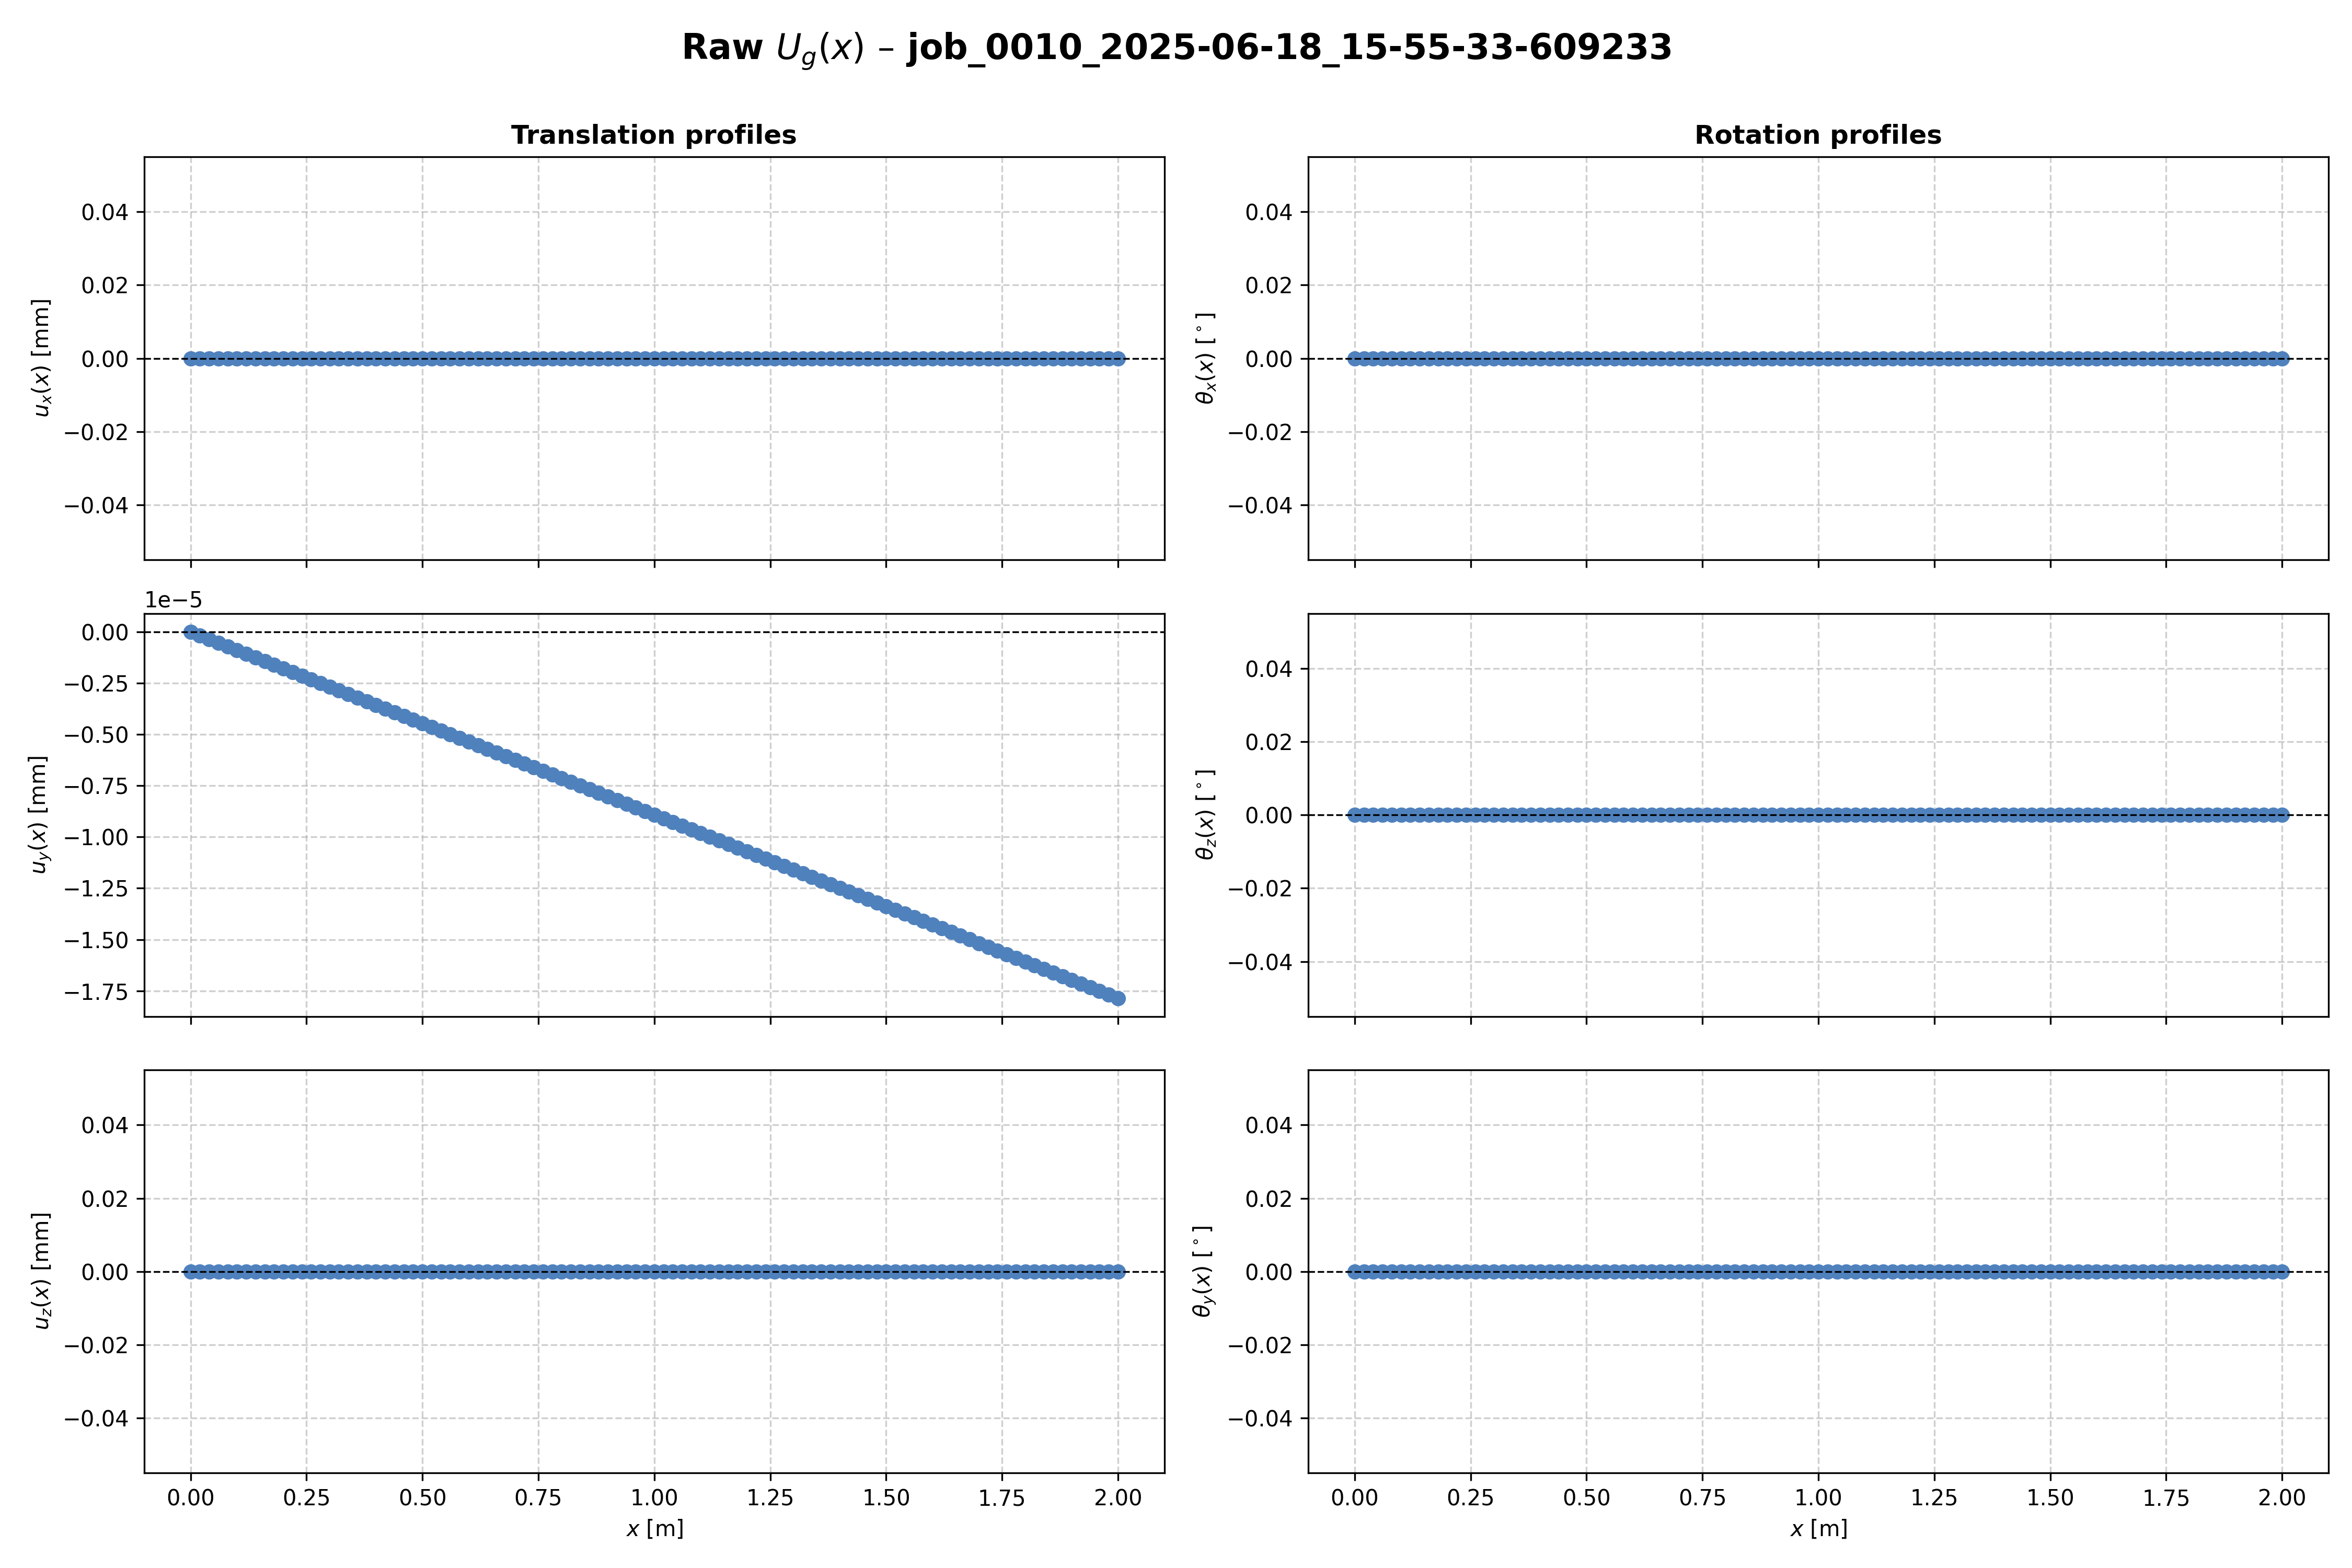 Raw U_g(x) – job_0010_2025-06-18_15-55-33-609233
Translation profiles
Rotation profiles
u_x(x) [mm]
0.04
0.02
0.00
−0.02
−0.04
θ_x(x) [°]
0.04
0.02
0.00
−0.02
−0.04
1e−5
u_y(x) [mm]
0.00
−0.25
−0.50
−0.75
−1.00
−1.25
−1.50
−1.75
θ_z(x) [°]
0.04
0.02
0.00
−0.02
−0.04
u_z(x) [mm]
0.04
0.02
0.00
−0.02
−0.04
0.00 0.25 0.50 0.75 1.00 1.25 1.50 1.75 2.00
x [m]
θ_y(x) [°]
0.04
0.02
0.00
−0.02
−0.04
0.00 0.25 0.50 0.75 1.00 1.25 1.50 1.75 2.00
x [m]